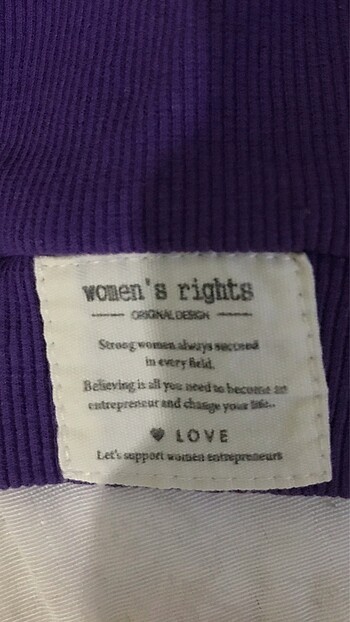 women's rights
ORIGINAL DESIGN
Strong women always succeed
in every field.
Believing is all you need to become an
entrepreneur and change your life..
LOVE
Let's support women entrepreneurs